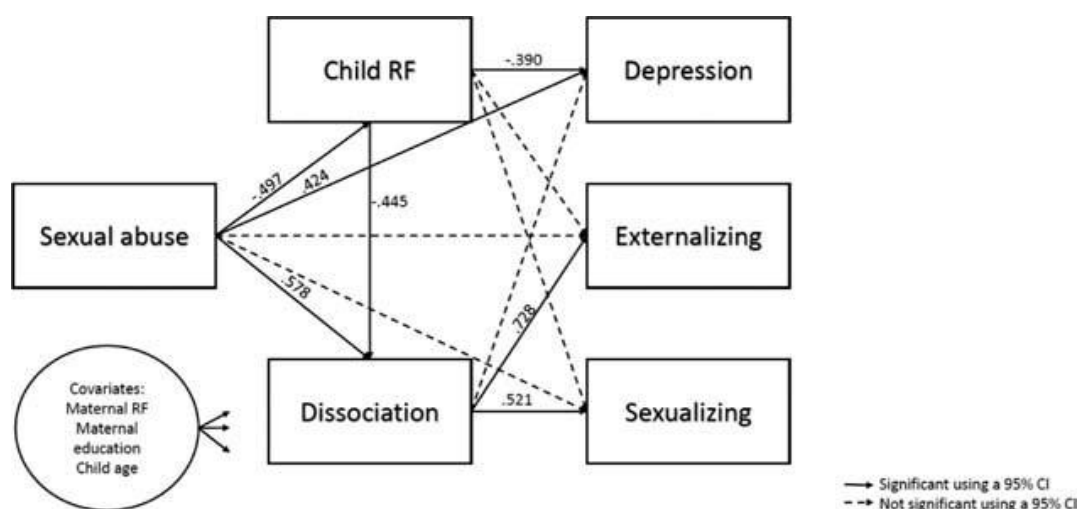 Child RF
-.390
Depression
-.497
.424
-.445
Sexual abuse
Externalizing
.578
.728
Covariates:
Maternal RF
Maternal
education
Child age
Dissociation
.521
Sexualizing
Significant using a 95% CI
Not significant using a 95% CI